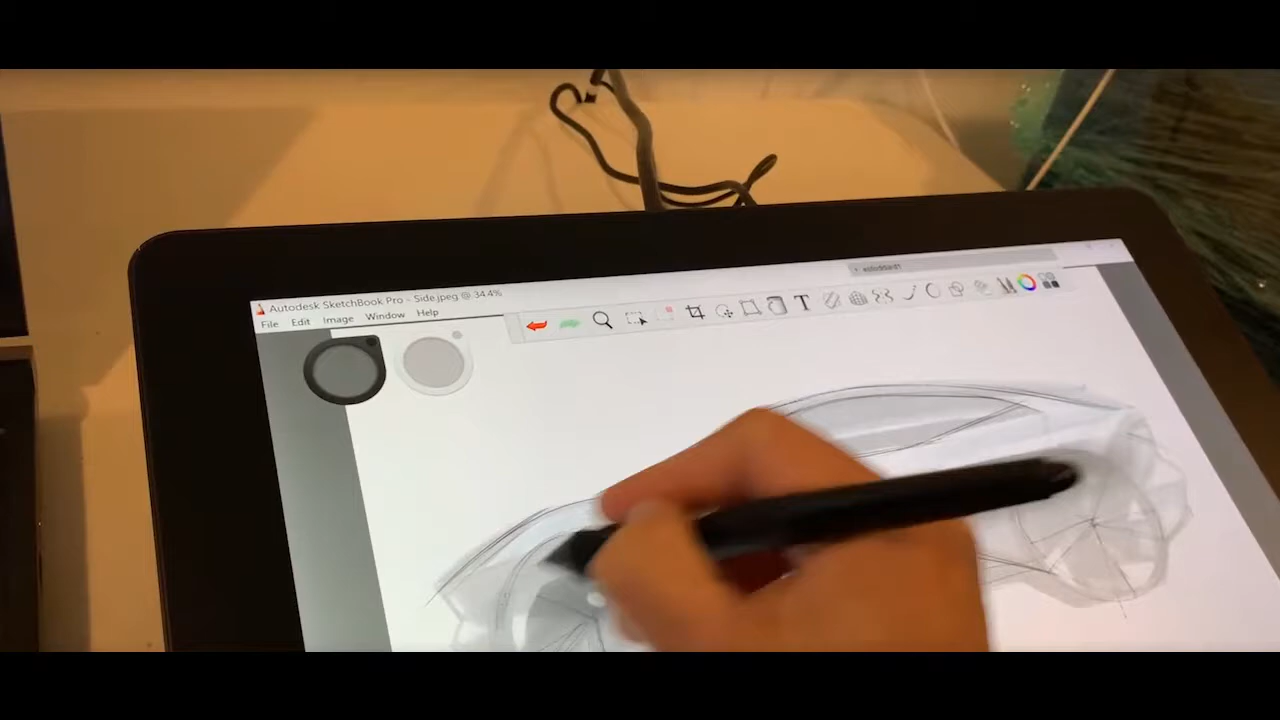 Autodesk SketchBook Pro - Side.jpeg @ 34.4%
File Edit Image Window Help
T